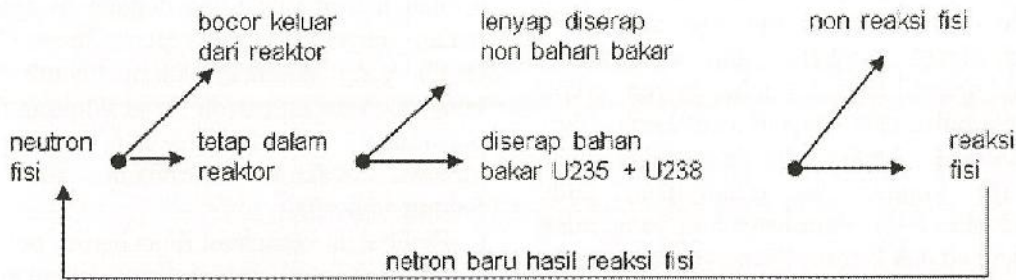 bocor keluar
dari reaktor
lenyap diserap
non bahan bakar
non reaksi fisi
neutron
fisi
tetap dalam
reaktor
diserap bahan
bakar U235 + U238
reaksi
fisi
netron baru hasil reaksi fisi